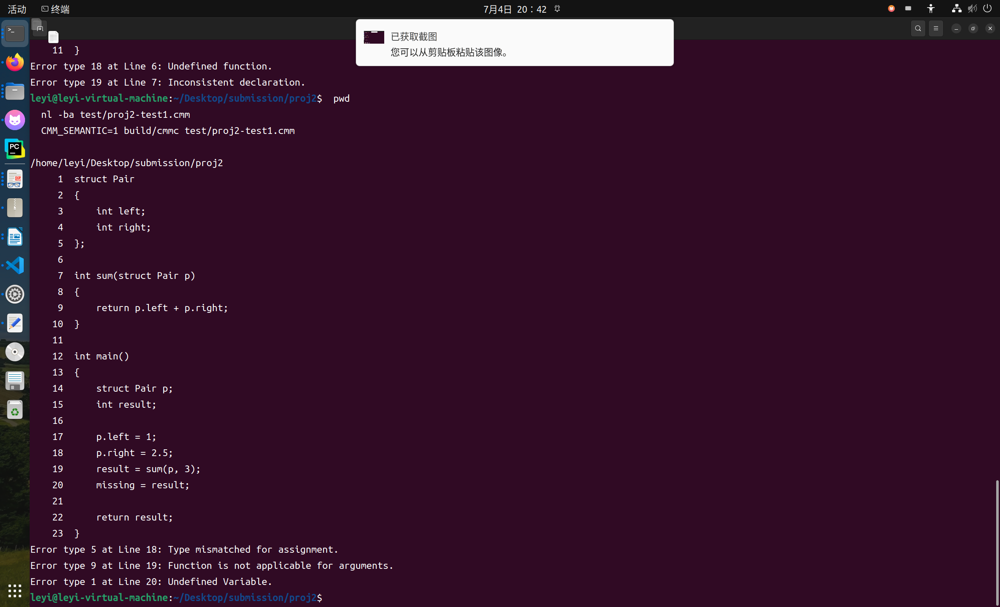 活动 终端 7月4日 20：42
已获取截图
您可以从剪贴板粘贴该图像。
11 }
Error type 18 at Line 6: Undefined function.
Error type 19 at Line 7: Inconsistent declaration.
leyi@leyi-virtual-machine:~/Desktop/submission/proj2$  pwd
  nl -ba test/proj2-test1.cmm
  CMM_SEMANTIC=1 build/cmmc test/proj2-test1.cmm

/home/leyi/Desktop/submission/proj2
     1  struct Pair
     2  {
     3      int left;
     4      int right;
     5  };
     6
     7  int sum(struct Pair p)
     8  {
     9      return p.left + p.right;
    10  }
    11
    12  int main()
    13  {
    14      struct Pair p;
    15      int result;
    16
    17      p.left = 1;
    18      p.right = 2.5;
    19      result = sum(p, 3);
    20      missing = result;
    21
    22      return result;
    23  }
Error type 5 at Line 18: Type mismatched for assignment.
Error type 9 at Line 19: Function is not applicable for arguments.
Error type 1 at Line 20: Undefined Variable.
leyi@leyi-virtual-machine:~/Desktop/submission/proj2$
PC